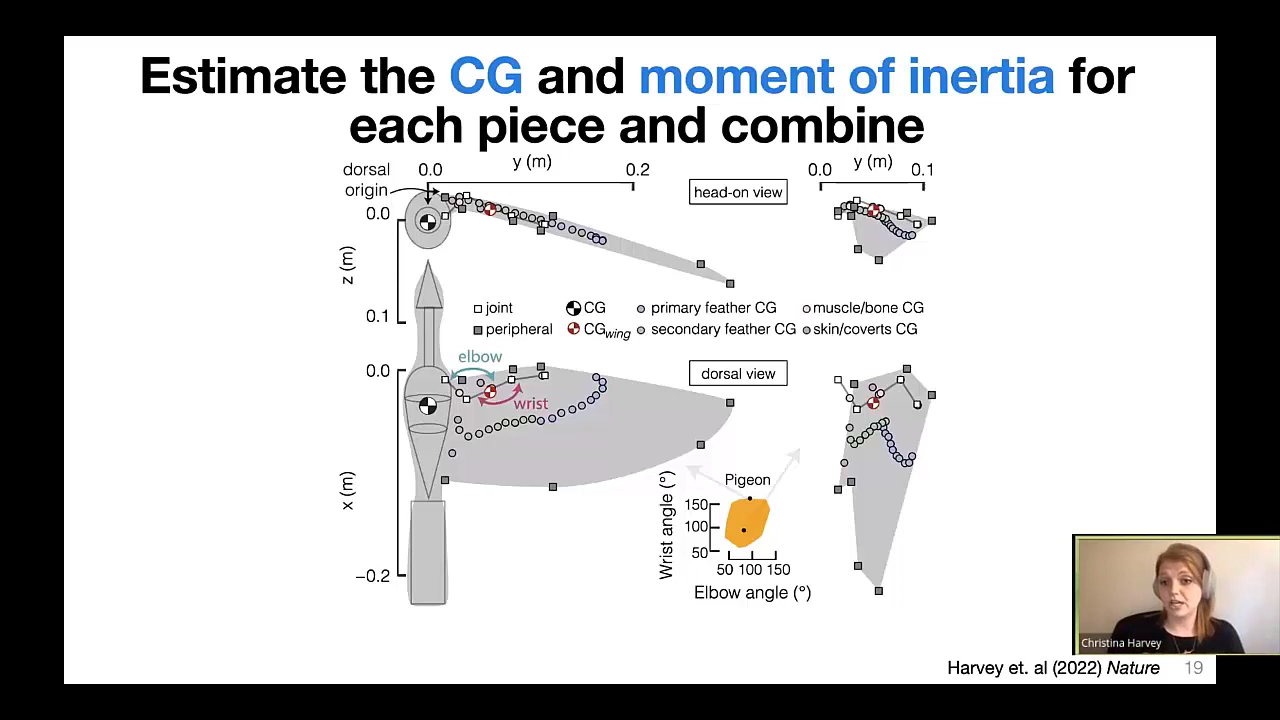 Estimate the CG and moment of inertia for
each piece and combine
dorsal
origin
0.0
y (m)
0.2
head-on view
0.0
y (m)
0.1
0.0
z (m)
0.1
joint
CG
primary feather CG
muscle/bone CG
peripheral
CGwing
secondary feather CG
skin/coverts CG
elbow
wrist
dorsal view
0.0
x (m)
−0.2
Pigeon
Wrist angle (°)
150
100
50
50 100 150
Elbow angle (°)
Christina Harvey
Harvey et. al (2022) Nature 19